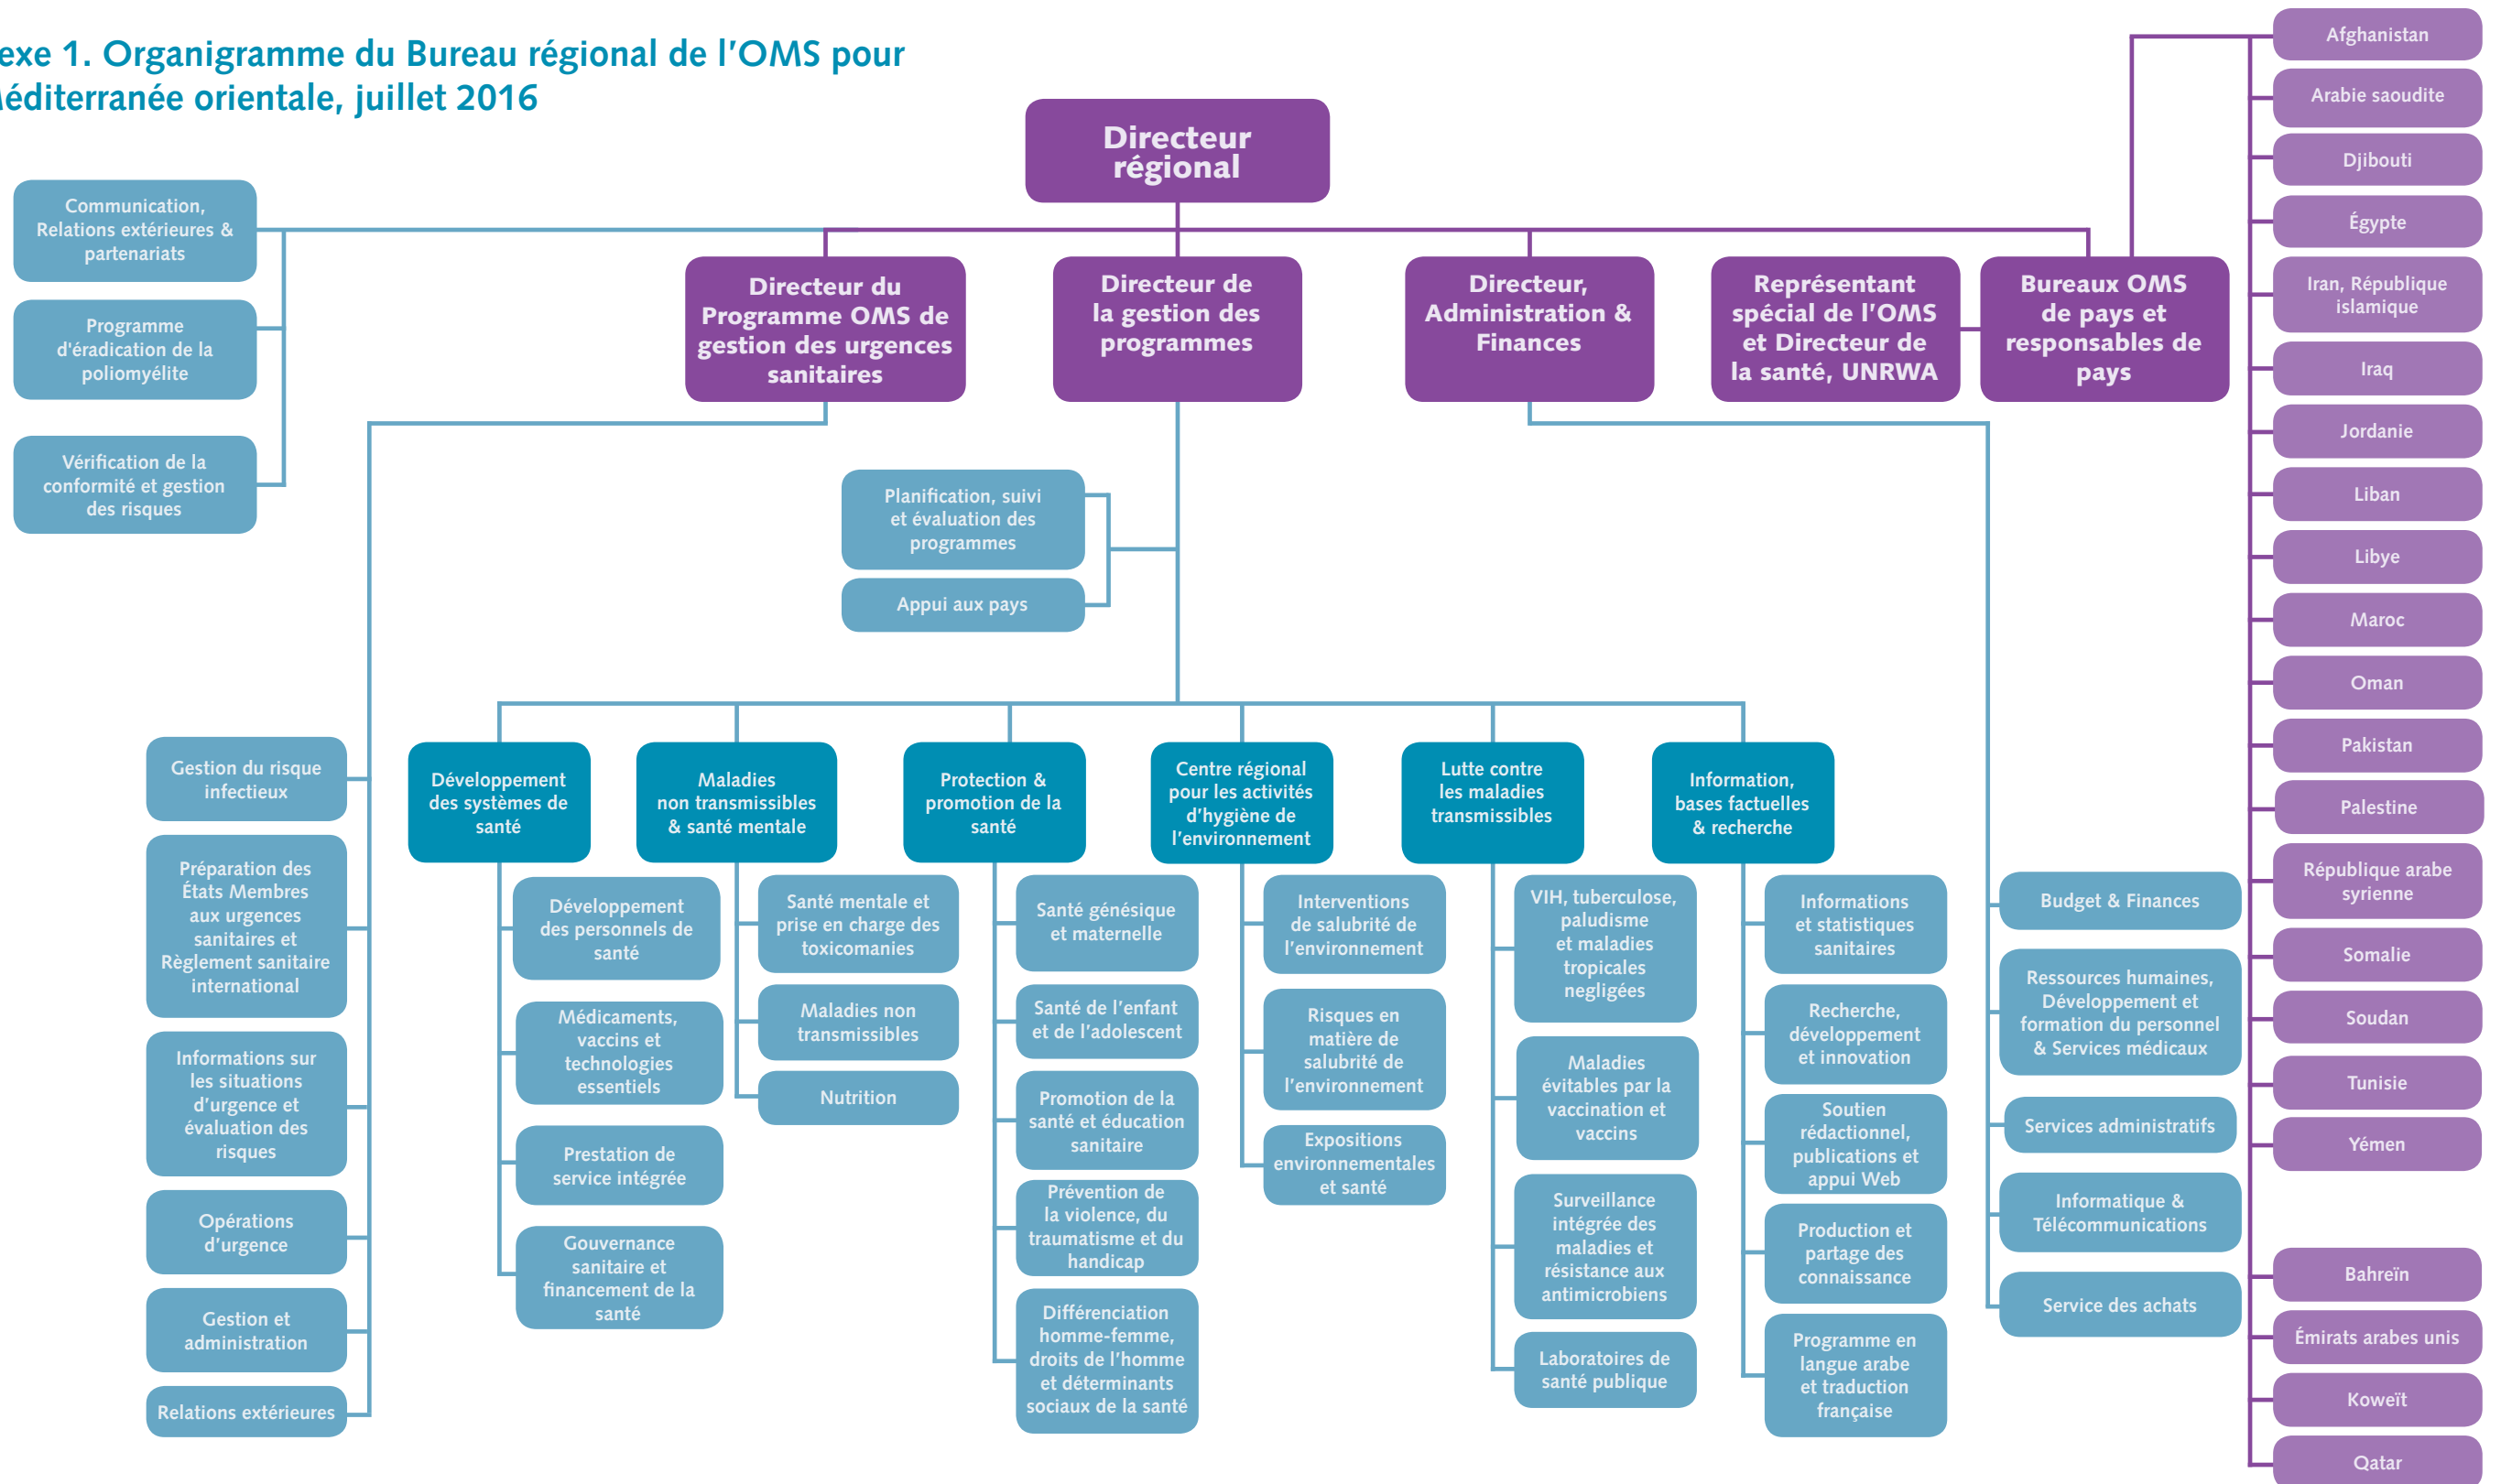 exe 1. Organigramme du Bureau régional de l’OMS pour
éditerranée orientale, juillet 2016
Directeur
régional
Communication,
Relations extérieures &
partenariats
Programme
d'éradication de la
poliomyélite
Vérification de la
conformité et gestion
des risques
Directeur du
Programme OMS de
gestion des urgences
sanitaires
Directeur de
la gestion des
programmes
Directeur,
Administration &
Finances
Représentant
spécial de l’OMS
et Directeur de
la santé, UNRWA
Bureaux OMS
de pays et
responsables de
pays
Planification, suivi
et évaluation des
programmes
Appui aux pays
Gestion du risque
infectieux
Préparation des
États Membres
aux urgences
sanitaires et
Règlement sanitaire
international
Informations sur
les situations
d’urgence et
évaluation des
risques
Opérations
d’urgence
Gestion et
administration
Relations extérieures
Développement
des systèmes de
santé
Développement
des personnels de
santé
Médicaments,
vaccins et
technologies
essentiels
Prestation de
service intégrée
Gouvernance
sanitaire et
financement de la
santé
Maladies
non transmissibles
& santé mentale
Santé mentale et
prise en charge des
toxicomanies
Maladies non
transmissibles
Nutrition
Protection &
promotion de la
santé
Santé génésique
et maternelle
Santé de l’enfant
et de l’adolescent
Promotion de la
santé et éducation
sanitaire
Prévention de
la violence, du
traumatisme et du
handicap
Différenciation
homme-femme,
droits de l’homme
et déterminants
sociaux de la santé
Centre régional
pour les activités
d’hygiène de
l’environnement
Interventions
de salubrité de
l’environnement
Risques en
matière de
salubrité de
l’environnement
Expositions
environnementales
et santé
Lutte contre
les maladies
transmissibles
VIH, tuberculose,
paludisme
et maladies
tropicales
negligées
Maladies
évitables par la
vaccination et
vaccins
Surveillance
intégrée des
maladies et
résistance aux
antimicrobiens
Laboratoires de
santé publique
Information,
bases factuelles
& recherche
Informations
et statistiques
sanitaires
Recherche,
développement
et innovation
Soutien
rédactionnel,
publications et
appui Web
Production et
partage des
connaissance
Programme en
langue arabe
et traduction
française
Budget & Finances
Ressources humaines,
Développement et
formation du personnel
& Services médicaux
Services administratifs
Informatique &
Télécommunications
Service des achats
Afghanistan
Arabie saoudite
Djibouti
Égypte
Iran, République
islamique
Iraq
Jordanie
Liban
Libye
Maroc
Oman
Pakistan
Palestine
République arabe
syrienne
Somalie
Soudan
Tunisie
Yémen
Bahreïn
Émirats arabes unis
Koweït
Qatar